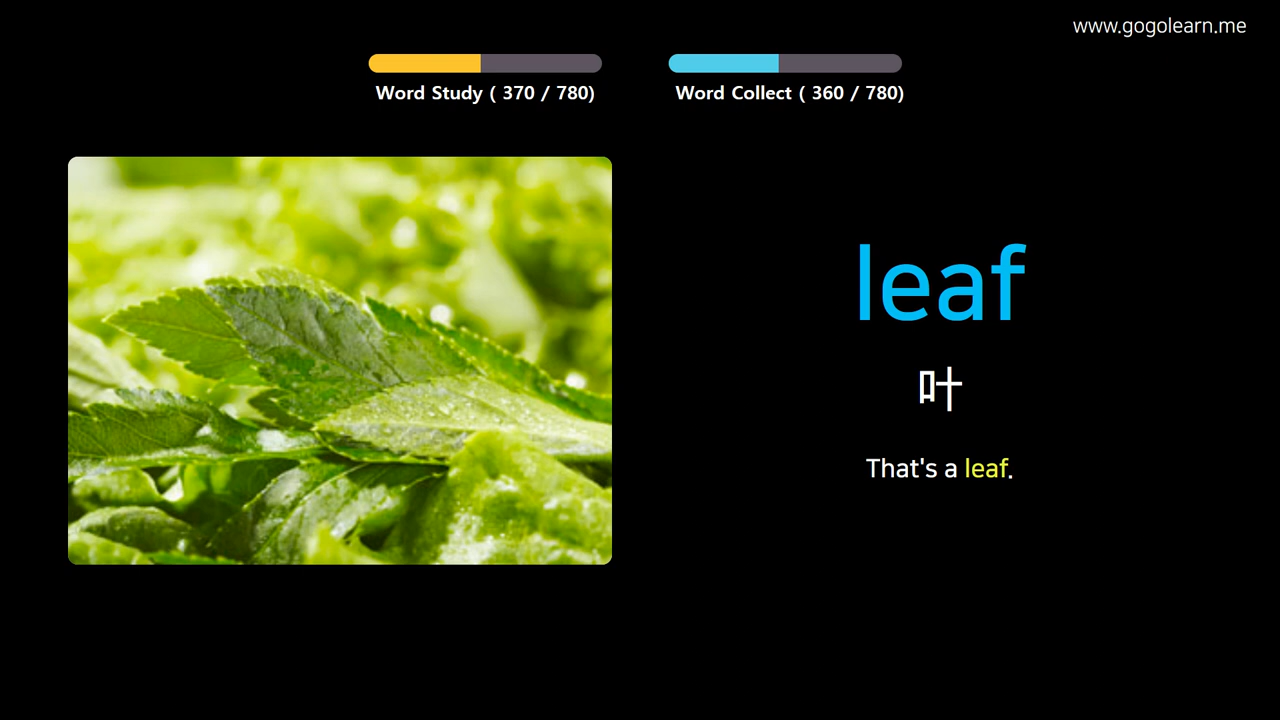 www.gogolearn.me
Word Study ( 370 / 780)
Word Collect ( 360 / 780)
leaf
叶
That's a leaf.